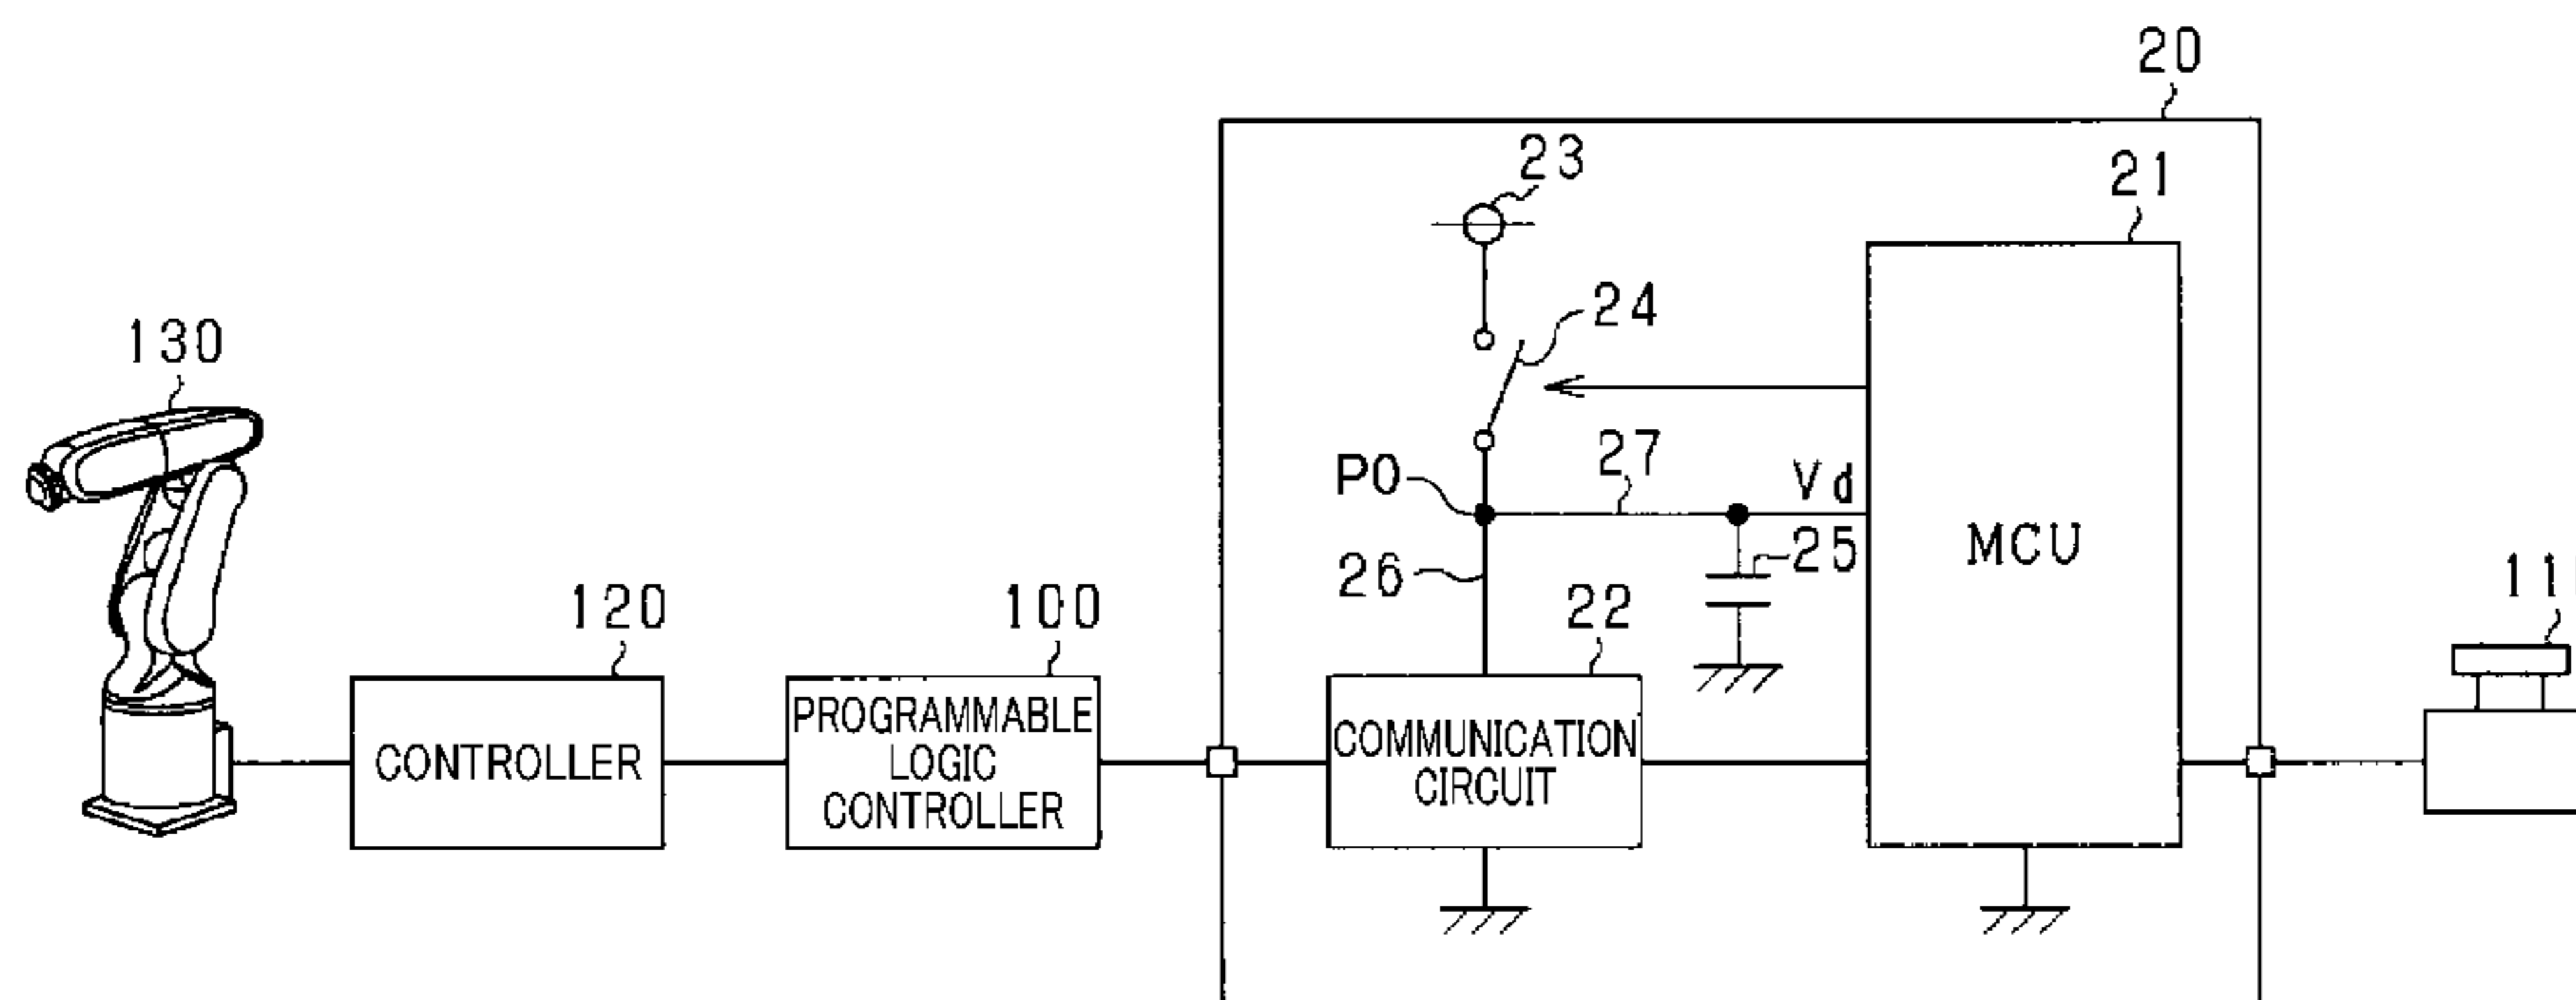 20
23
21
24
130
27
Vd
P0
MCU
25
26
120
100
22
CONTROLLER
PROGRAMMABLE
LOGIC
CONTROLLER
COMMUNICATION
CIRCUIT